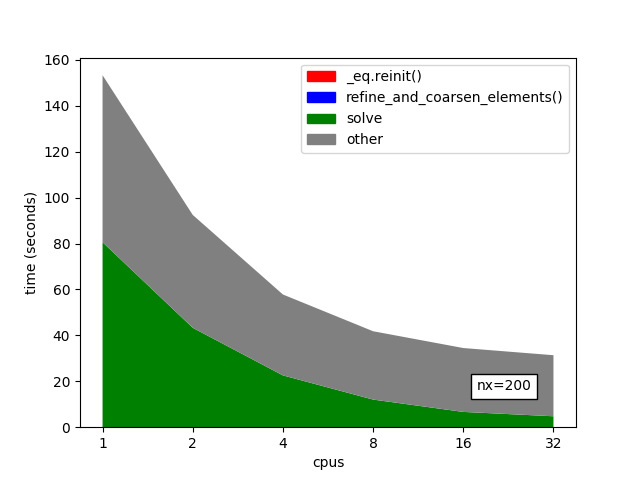 160
140
120
100
80
60
40
20
0
time (seconds)
_eq.reinit()
refine_and_coarsen_elements()
solve
other
nx=200
1 2 4 8 16 32
cpus